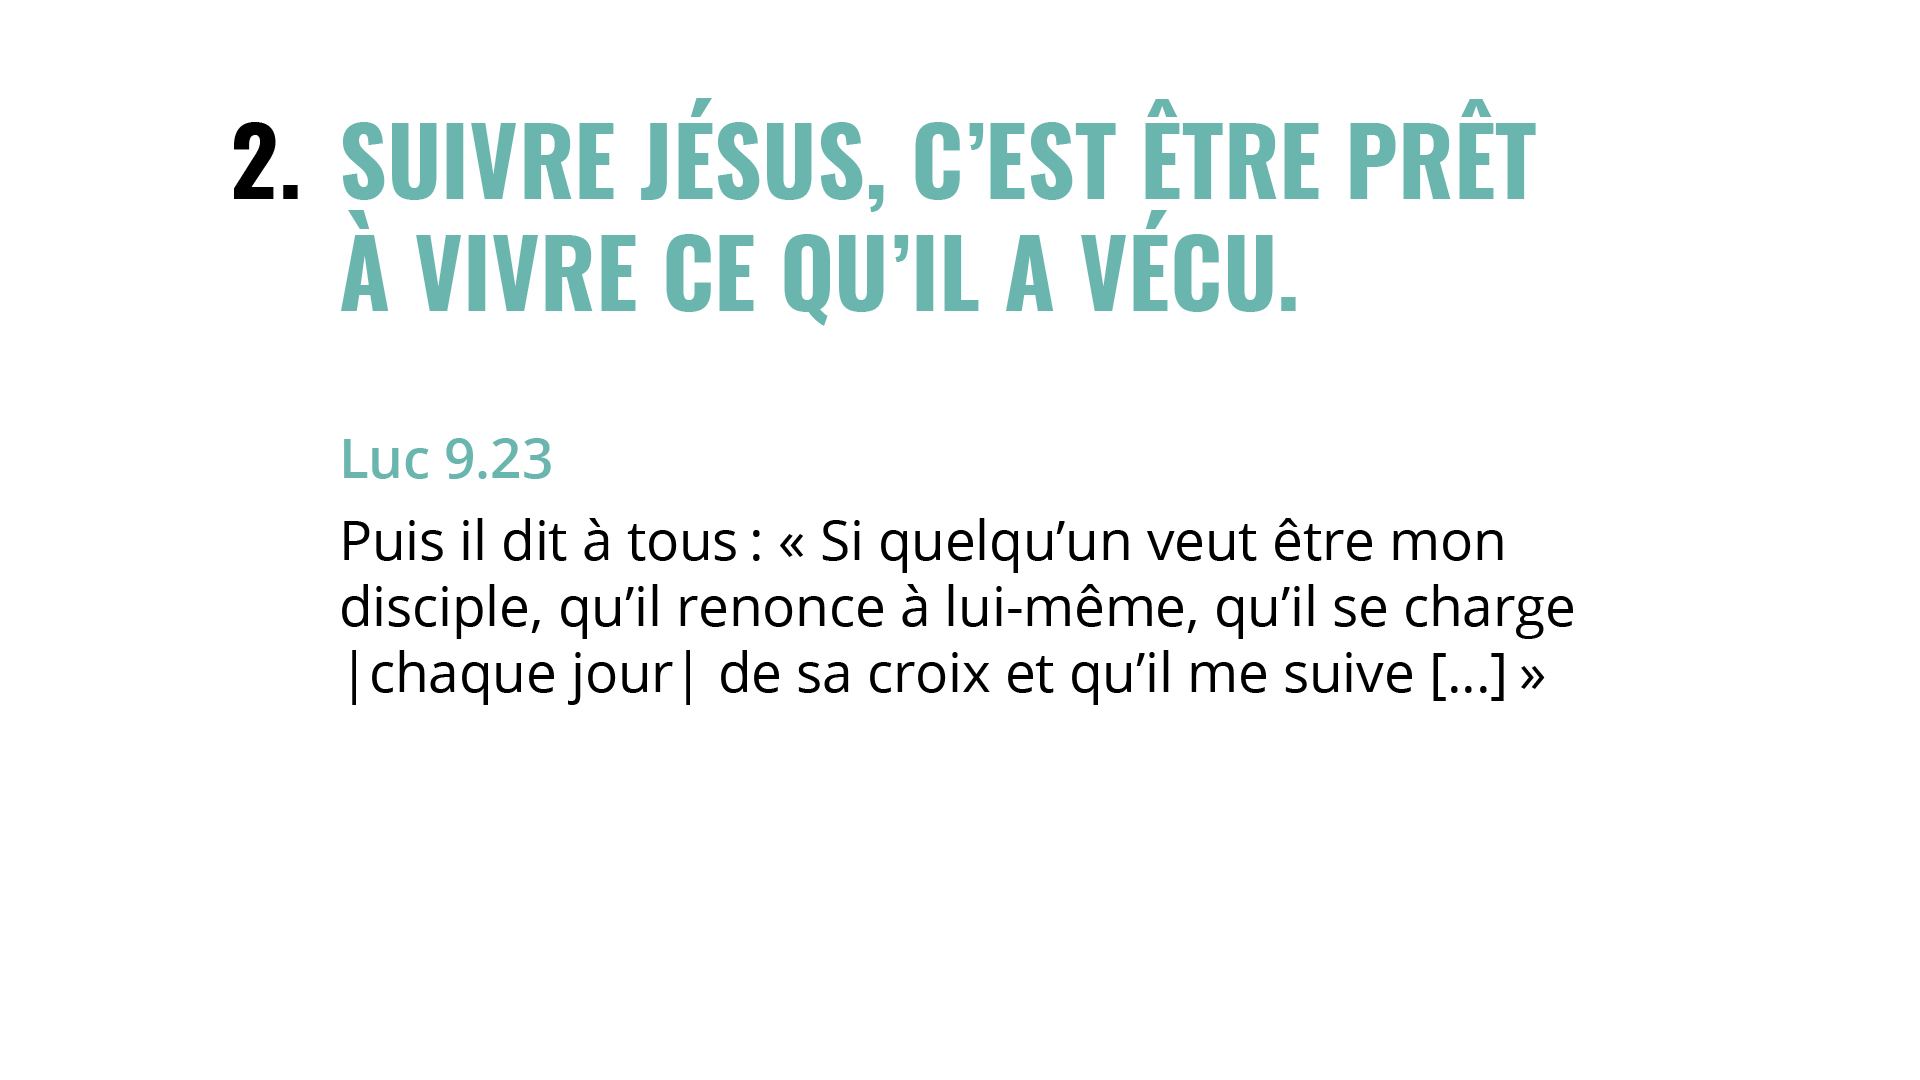 2. SUIVRE JÉSUS, C’EST ÊTRE PRÊT
À VIVRE CE QU’IL A VÉCU.
Luc 9.23
Puis il dit à tous : « Si quelqu’un veut être mon
disciple, qu’il renonce à lui-même, qu’il se charge
|chaque jour| de sa croix et qu’il me suive [...] »